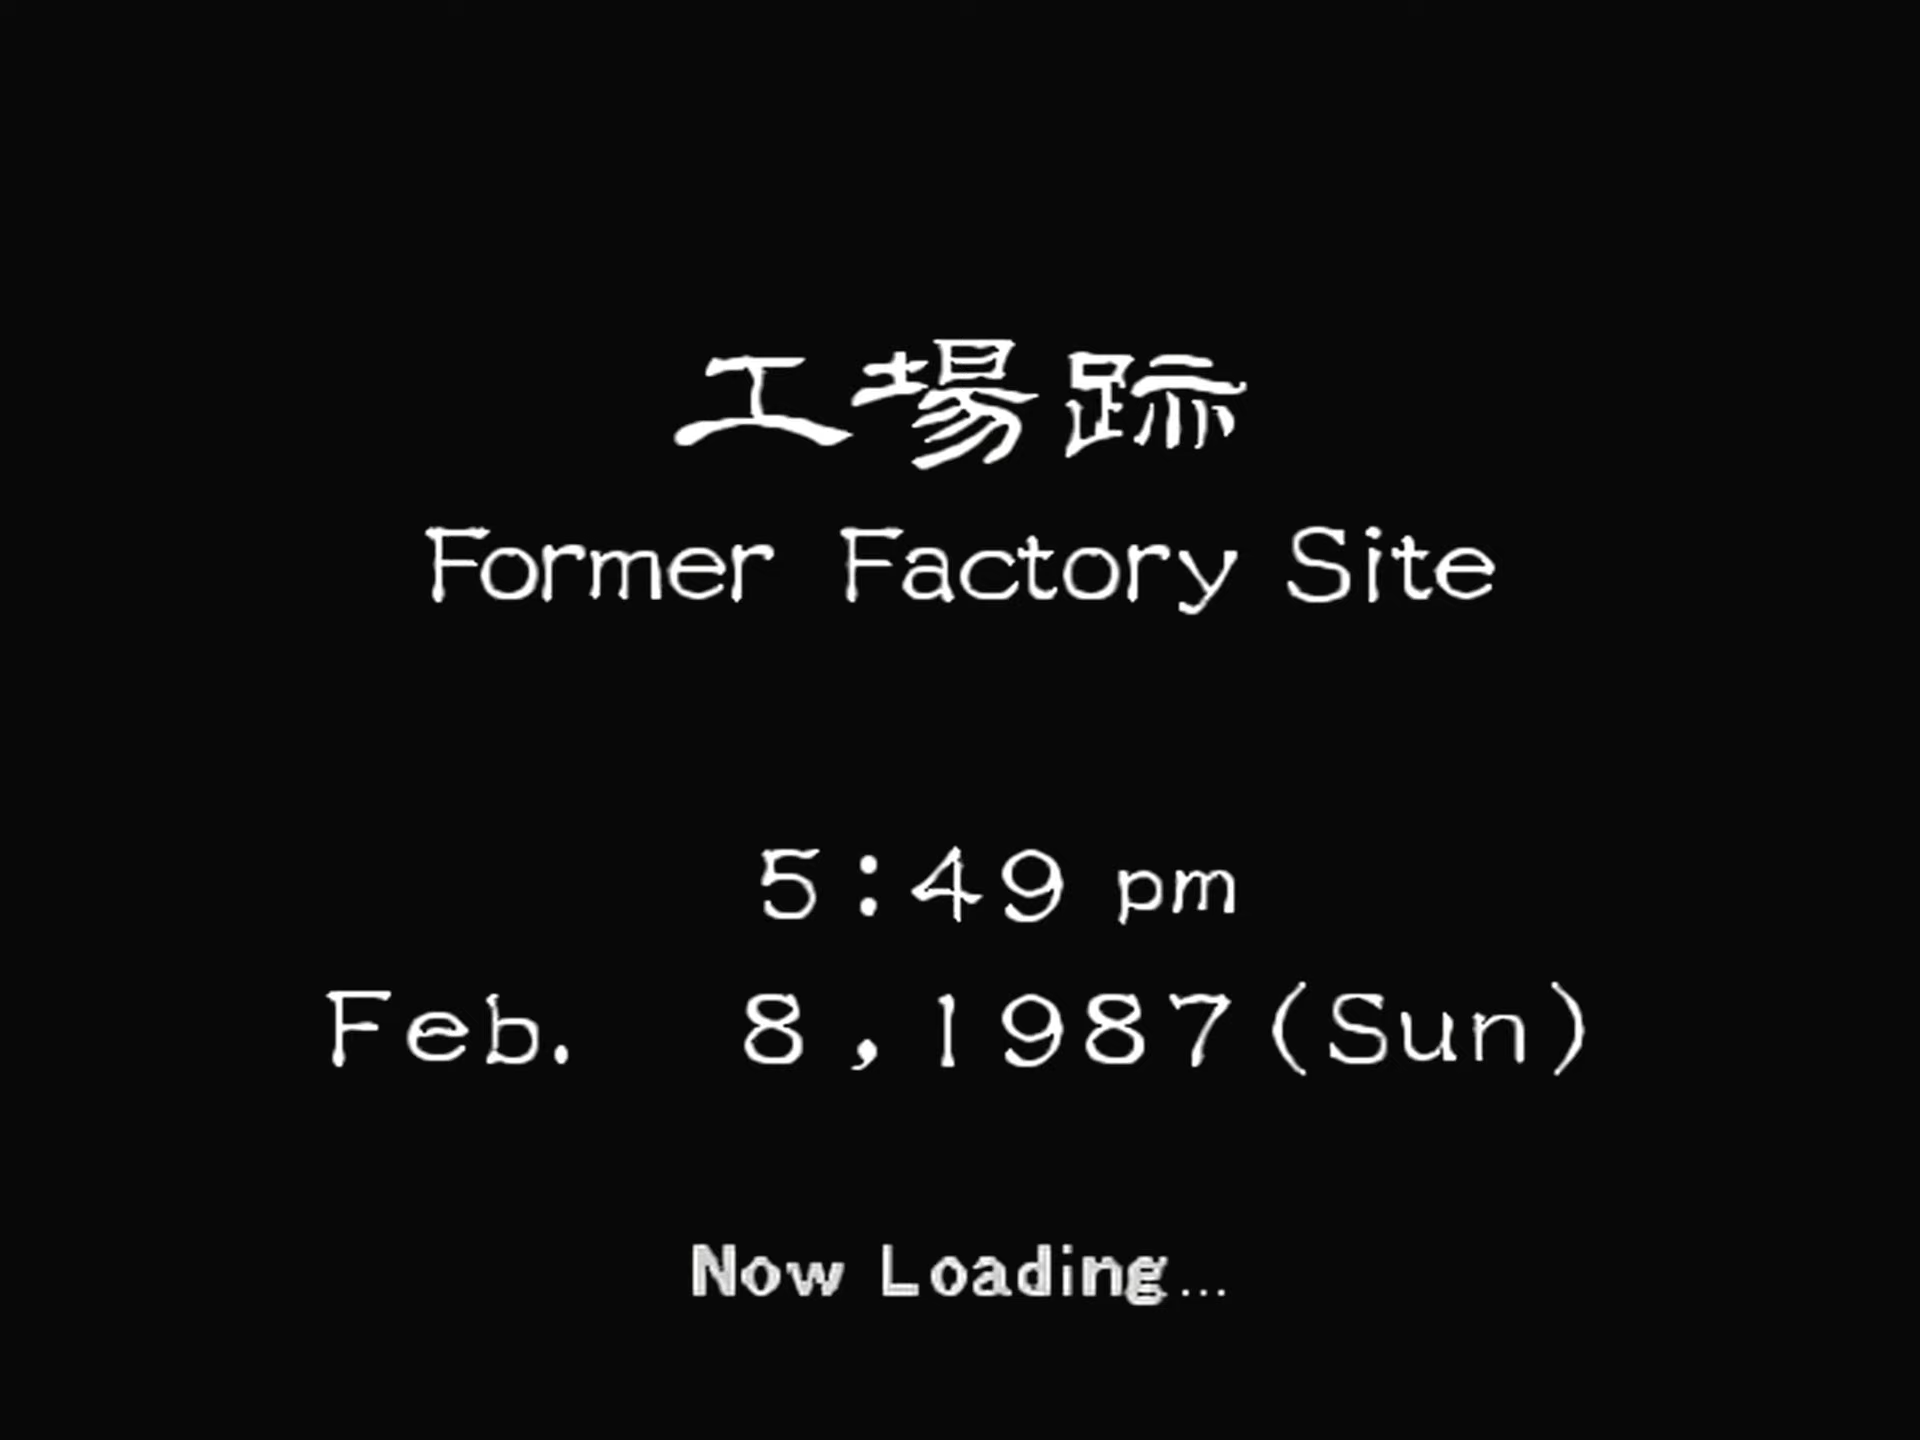 工場跡
Former Factory Site
5:49 pm
Feb. 8,1987(Sun)
Now Loading...